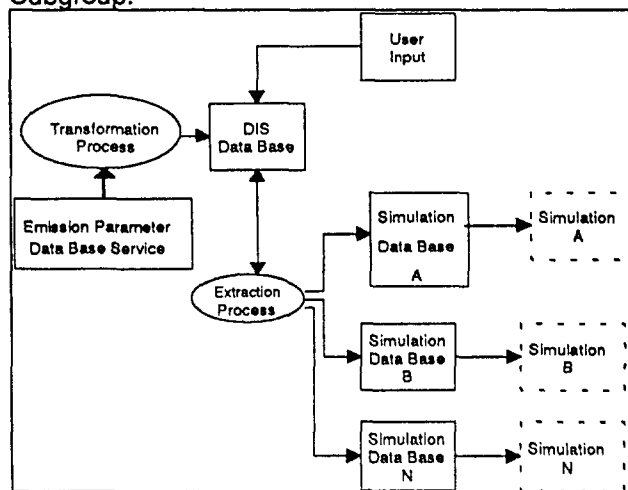 Subgroup.
User
Input
Transformation
Process
DIS
Data Base
Emission Parameter
Data Base Service
Extraction
Process
Simulation
Data Base
A
Simulation
A
Simulation
Data Base
B
Simulation
B
Simulation
Data Base
N
Simulation
N